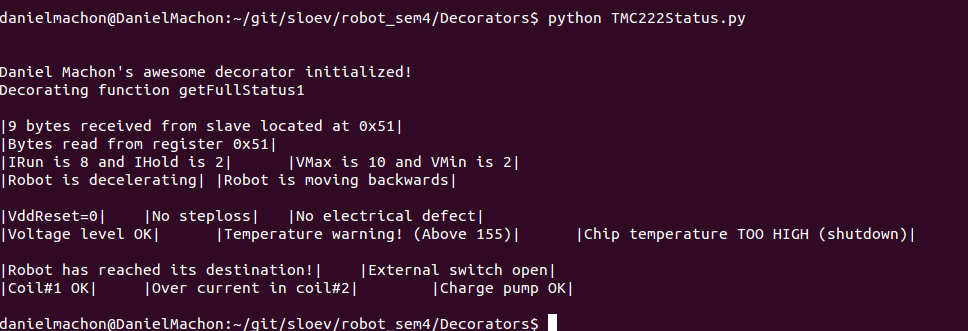 danielmachon@DanielMachon:~/git/sloev/robot_sem4/Decorators$ python TMC222Status.py
Daniel Machon's awesome decorator initialized!
Decorating function getFullStatus1
|9 bytes received from slave located at 0x51|
|Bytes read from register 0x51|
|IRun is 8 and IHold is 2|       |VMax is 10 and VMin is 2|
|Robot is decelerating| |Robot is moving backwards|
|VddReset=0|    |No steploss|   |No electrical defect|
|Voltage level OK|       |Temperature warning! (Above 155)|       |Chip temperature TOO HIGH (shutdown)|
|Robot has reached its destination!|    |External switch open|
|Coil#1 OK|     |Over current in coil#2|         |Charge pump OK|
danielmachon@DanielMachon:~/git/sloev/robot_sem4/Decorators$